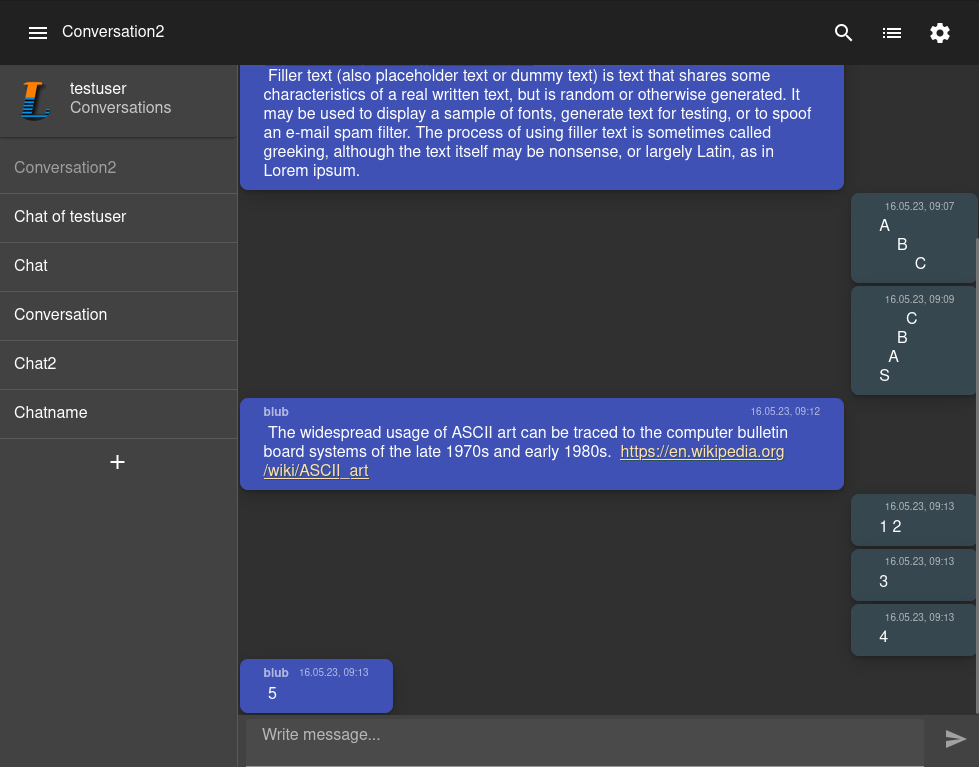 Conversation2
testuser
Conversations
Conversation2
Chat of testuser
Chat
Conversation
Chat2
Chatname
+
Filler text (also placeholder text or dummy text) is text that shares some
characteristics of a real written text, but is random or otherwise generated. It
may be used to display a sample of fonts, generate text for testing, or to spoof
an e-mail spam filter. The process of using filler text is sometimes called
greeking, although the text itself may be nonsense, or largely Latin, as in
Lorem ipsum.
16.05.23, 09:07
A
B
C
16.05.23, 09:09
C
B
A
S
blub 16.05.23, 09:12
The widespread usage of ASCII art can be traced to the computer bulletin
board systems of the late 1970s and early 1980s. https://en.wikipedia.org
/wiki/ASCII_art
16.05.23, 09:13
1 2
16.05.23, 09:13
3
16.05.23, 09:13
4
blub 16.05.23, 09:13
5
Write message...